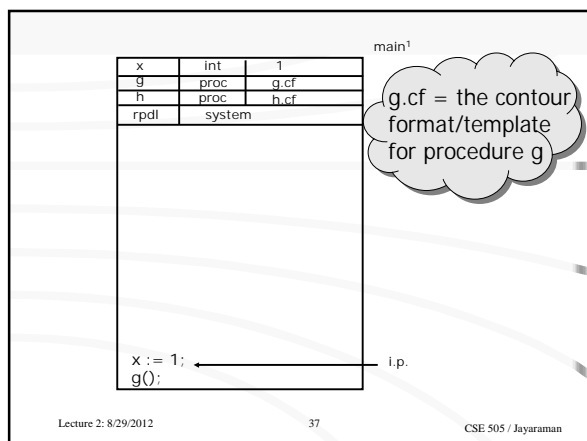 main¹
x int 1
g proc g.cf
h proc h.cf
rpdl system
g.cf = the contour
format/template
for procedure g
x := 1; i.p.
g();
Lecture 2: 8/29/2012 37 CSE 505 / Jayaraman